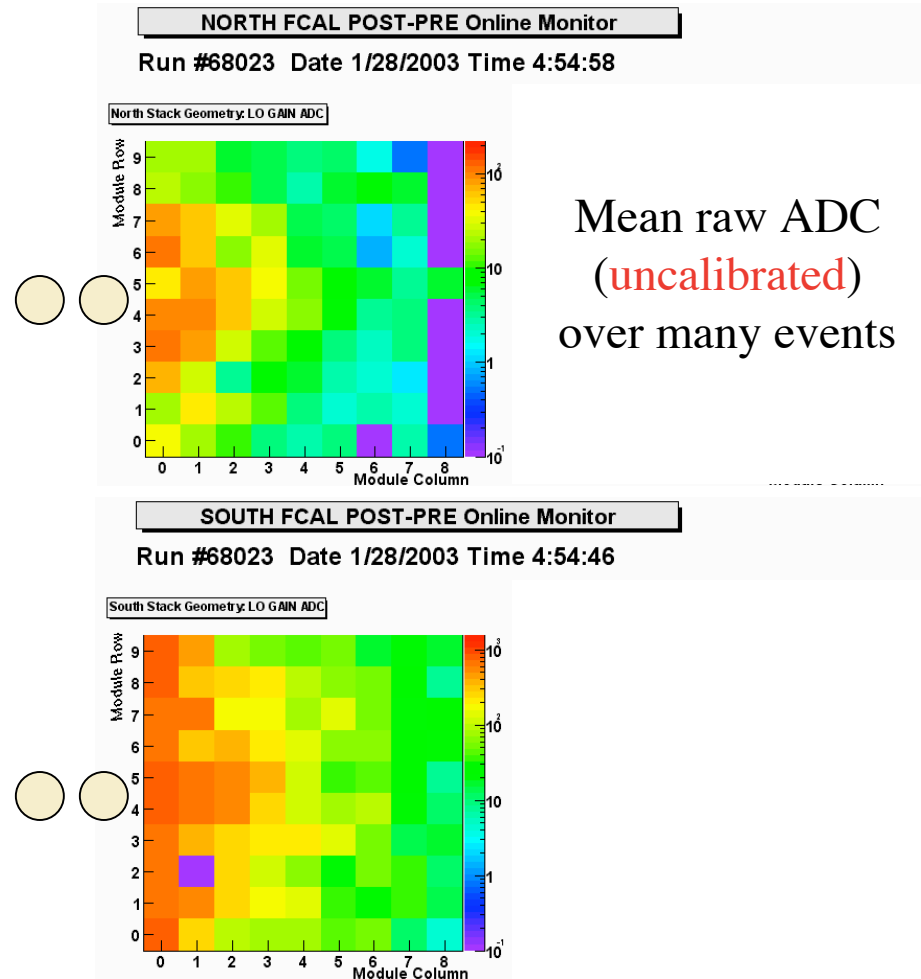 NORTH FCAL POST-PRE Online Monitor
Run #68023 Date 1/28/2003 Time 4:54:58
North Stack Geometry: LO GAIN ADC
Module Row
9
8
7
6
5
4
3
2
1
0
0 1 2 3 4 5 6 7 8
Module Column
10²
10
1
10⁻¹
Mean raw ADC
(uncalibrated)
over many events
SOUTH FCAL POST-PRE Online Monitor
Run #68023 Date 1/28/2003 Time 4:54:46
South Stack Geometry: LO GAIN ADC
Module Row
9
8
7
6
5
4
3
2
1
0
0 1 2 3 4 5 6 7 8
Module Column
10³
10²
10
1
10⁻¹